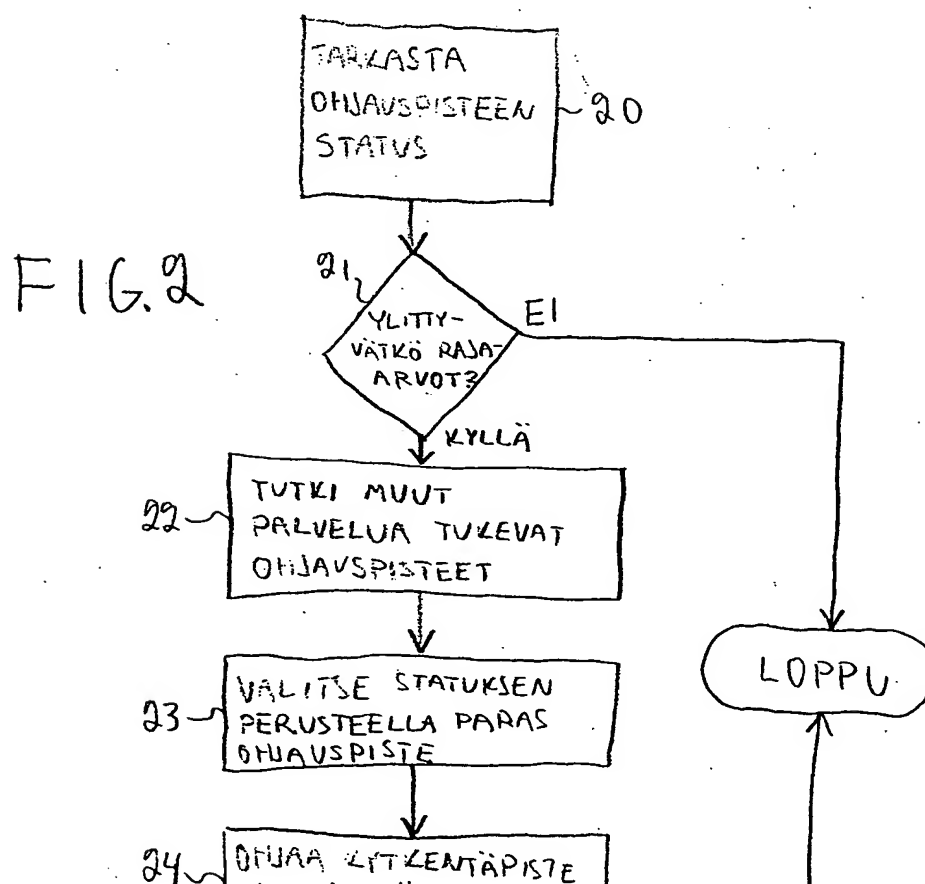 TARKASTA
OHJAUSPISTEEN
STATUS
20
FIG.2
21
YLITTY-
VÄTKÖ RAJA-
ARVOT?
EI
KYLLÄ
22
TUTKI MUUT
PALVELUA TUKEVAT
OHJAUSPISTEET
23
VALITSE STATUKSEN
PERUSTEELLA PARAS
OHJAUSPISTE
LOPPU
24
OHJAA KYTKENTÄPISTE